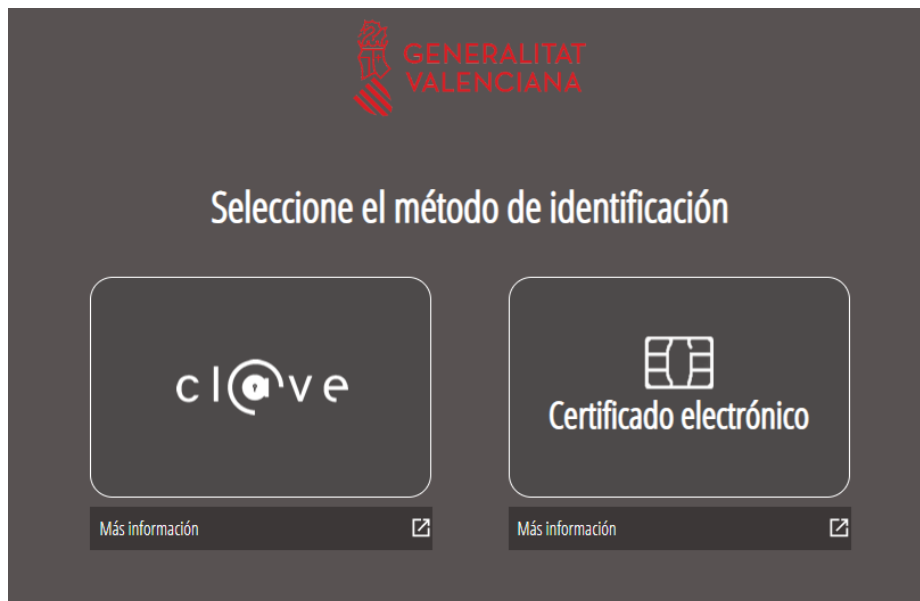 GENERALITAT
VALENCIANA
Seleccione el método de identificación
cl@ve
Certificado electrónico
Más información
Más información